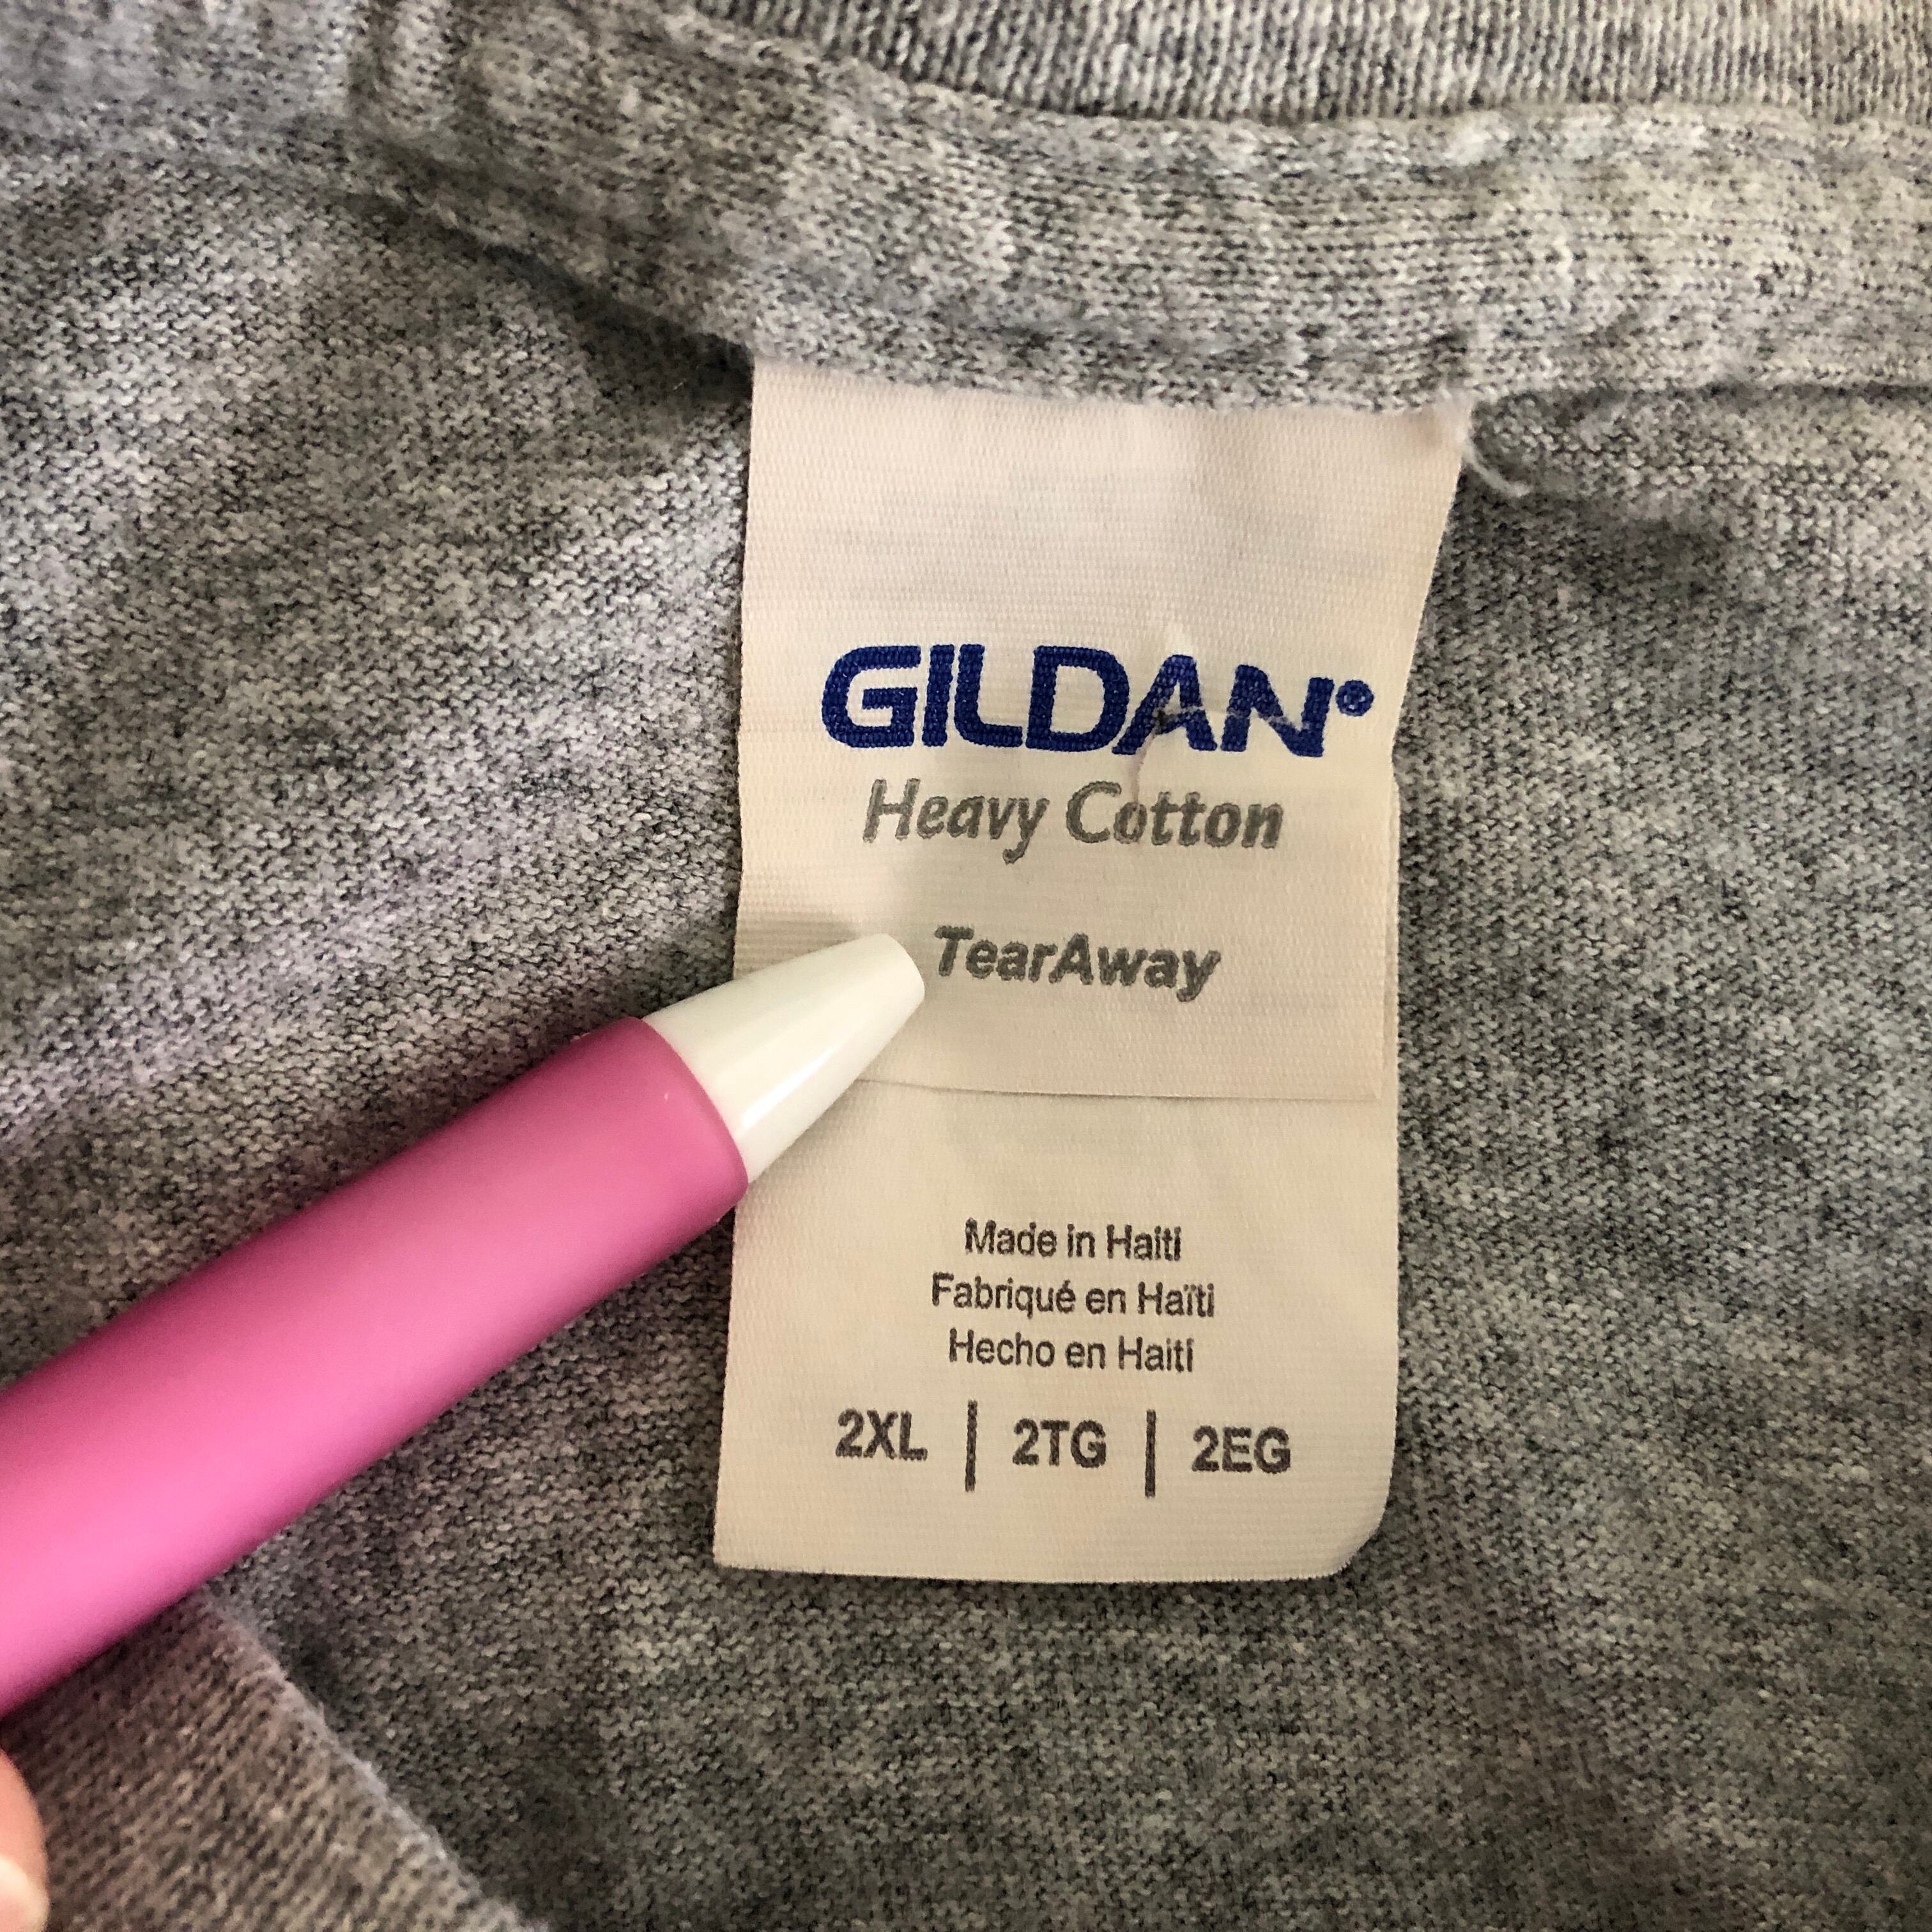 GILDAN®
Heavy Cotton
TearAway
Made in Haiti
Fabriqué en Haïti
Hecho en Haití
2XL | 2TG | 2EG